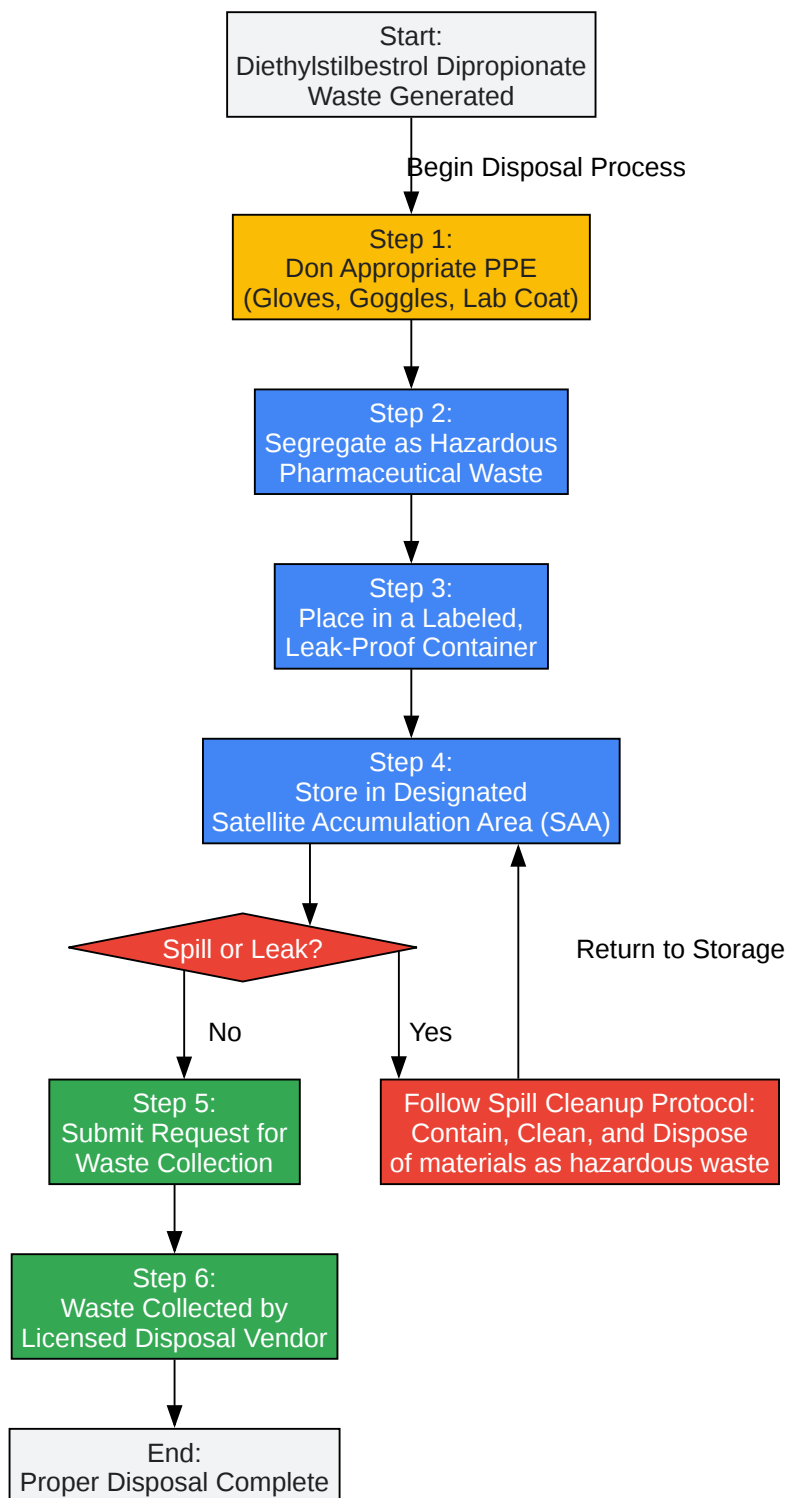 Start:
Diethylstilbestrol Dipropionate
Waste Generated
Begin Disposal Process
Step 1:
Don Appropriate PPE
(Gloves, Goggles, Lab Coat)
Step 2:
Segregate as Hazardous
Pharmaceutical Waste
Step 3:
Place in a Labeled,
Leak-Proof Container
Step 4:
Store in Designated
Satellite Accumulation Area (SAA)
Spill or Leak?
Return to Storage
No
Yes
Step 5:
Submit Request for
Waste Collection
Follow Spill Cleanup Protocol:
Contain, Clean, and Dispose
of materials as hazardous waste
Step 6:
Waste Collected by
Licensed Disposal Vendor
End:
Proper Disposal Complete